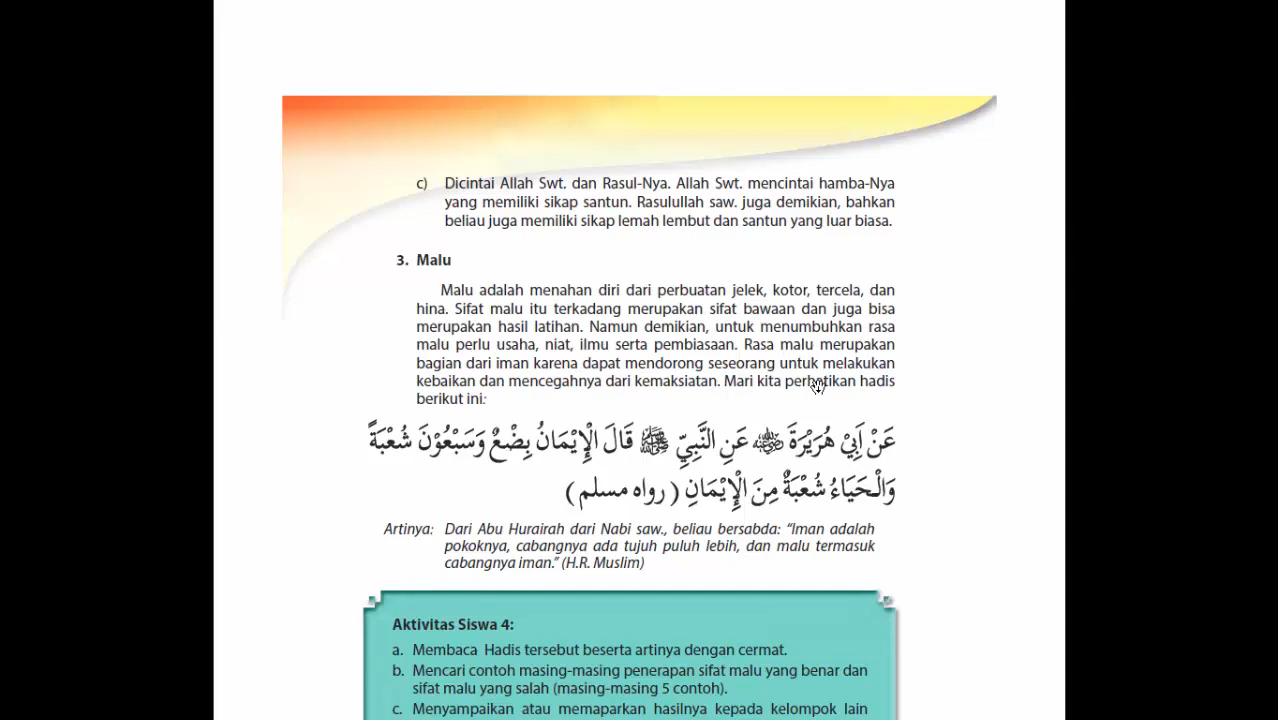 c) Dicintai Allah Swt. dan Rasul-Nya. Allah Swt. mencintai hamba-Nya
yang memiliki sikap santun. Rasulullah saw. juga demikian, bahkan
beliau juga memiliki sikap lemah lembut dan santun yang luar biasa.
3. Malu
Malu adalah menahan diri dari perbuatan jelek, kotor, tercela, dan
hina. Sifat malu itu terkadang merupakan sifat bawaan dan juga bisa
merupakan hasil latihan. Namun demikian, untuk menumbuhkan rasa
malu perlu usaha, niat, ilmu serta pembiasaan. Rasa malu merupakan
bagian dari iman karena dapat mendorong seseorang untuk melakukan
kebaikan dan mencegahnya dari kemaksiatan. Mari kita perhatikan hadis
berikut ini:
عَنْ اَبِيْ هُرَيْرَةَ ﵁ عَنِ النَّبِيِّ ﷺ قَالَ الْإِيْمَانُ بِضْعٌ وَسَبْعُوْنَ شُعْبَةً
وَالْحَيَاءُ شُعْبَةٌ مِنَ الْإِيْمَانِ (رواه مسلم)
Artinya: Dari Abu Hurairah dari Nabi saw., beliau bersabda: “Iman adalah
pokoknya, cabangnya ada tujuh puluh lebih, dan malu termasuk
cabangnya iman.” (H.R. Muslim)
Aktivitas Siswa 4:
a. Membaca Hadis tersebut beserta artinya dengan cermat.
b. Mencari contoh masing-masing penerapan sifat malu yang benar dan
sifat malu yang salah (masing-masing 5 contoh).
c. Menyampaikan atau memaparkan hasilnya kepada kelompok lain